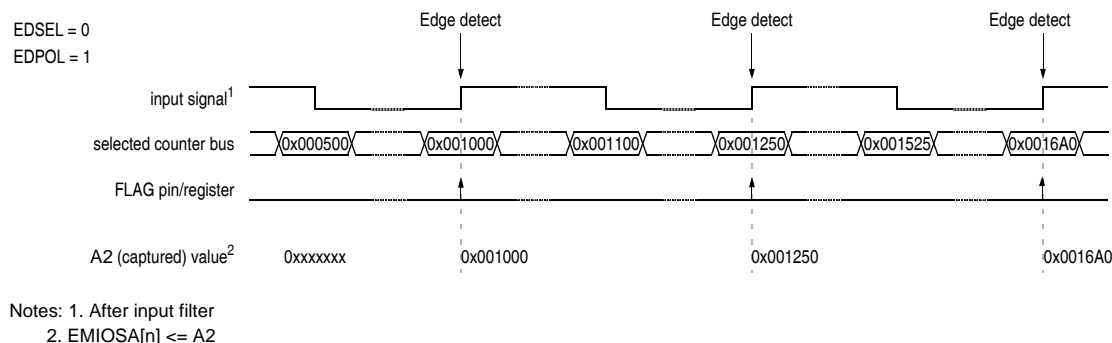 Edge detect Edge detect Edge detect
EDSEL = 0
EDPOL = 1
input signal1
selected counter bus 0x000500 0x001000 0x001100 0x001250 0x001525 0x0016A0
FLAG pin/register
A2 (captured) value2 0xxxxxxx 0x001000 0x001250 0x0016A0
Notes: 1. After input filter
2. EMIOSA[n] <= A2